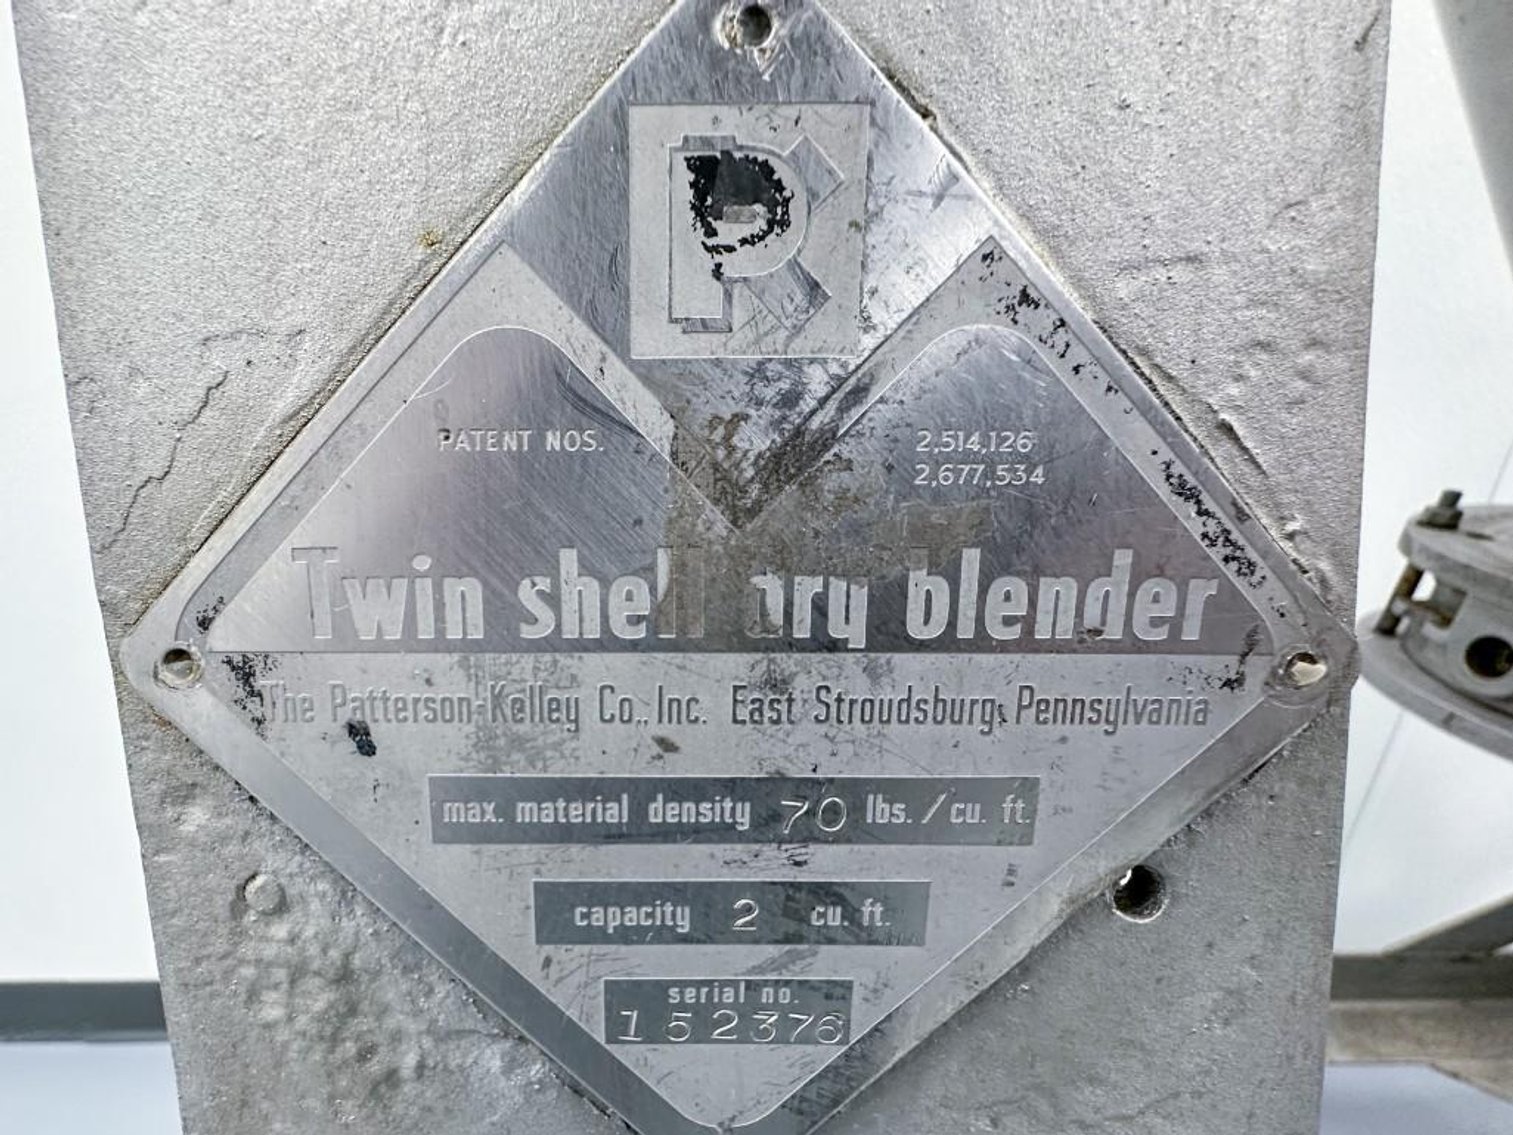 PK
PATENT NOS. 2,514,126
2,677,534
Twin shell dry blender
The Patterson-Kelley Co., Inc. East Stroudsburg, Pennsylvania
max. material density 70 lbs./cu. ft.
capacity 2 cu. ft.
serial no.
152376